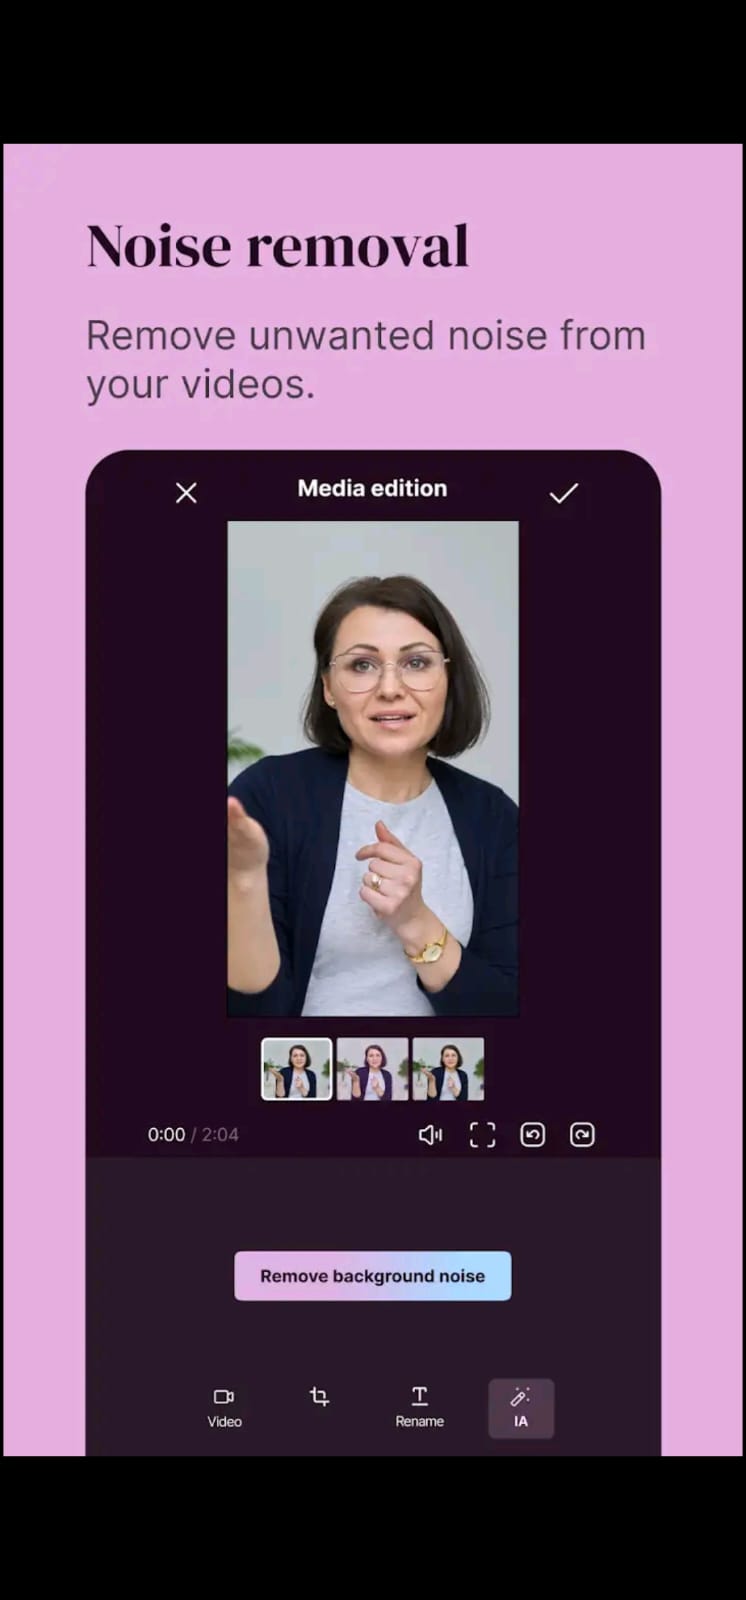 Noise removal
Remove unwanted noise from
your videos.
Media edition
0:00 / 2:04
Remove background noise
Video
Rename
IA